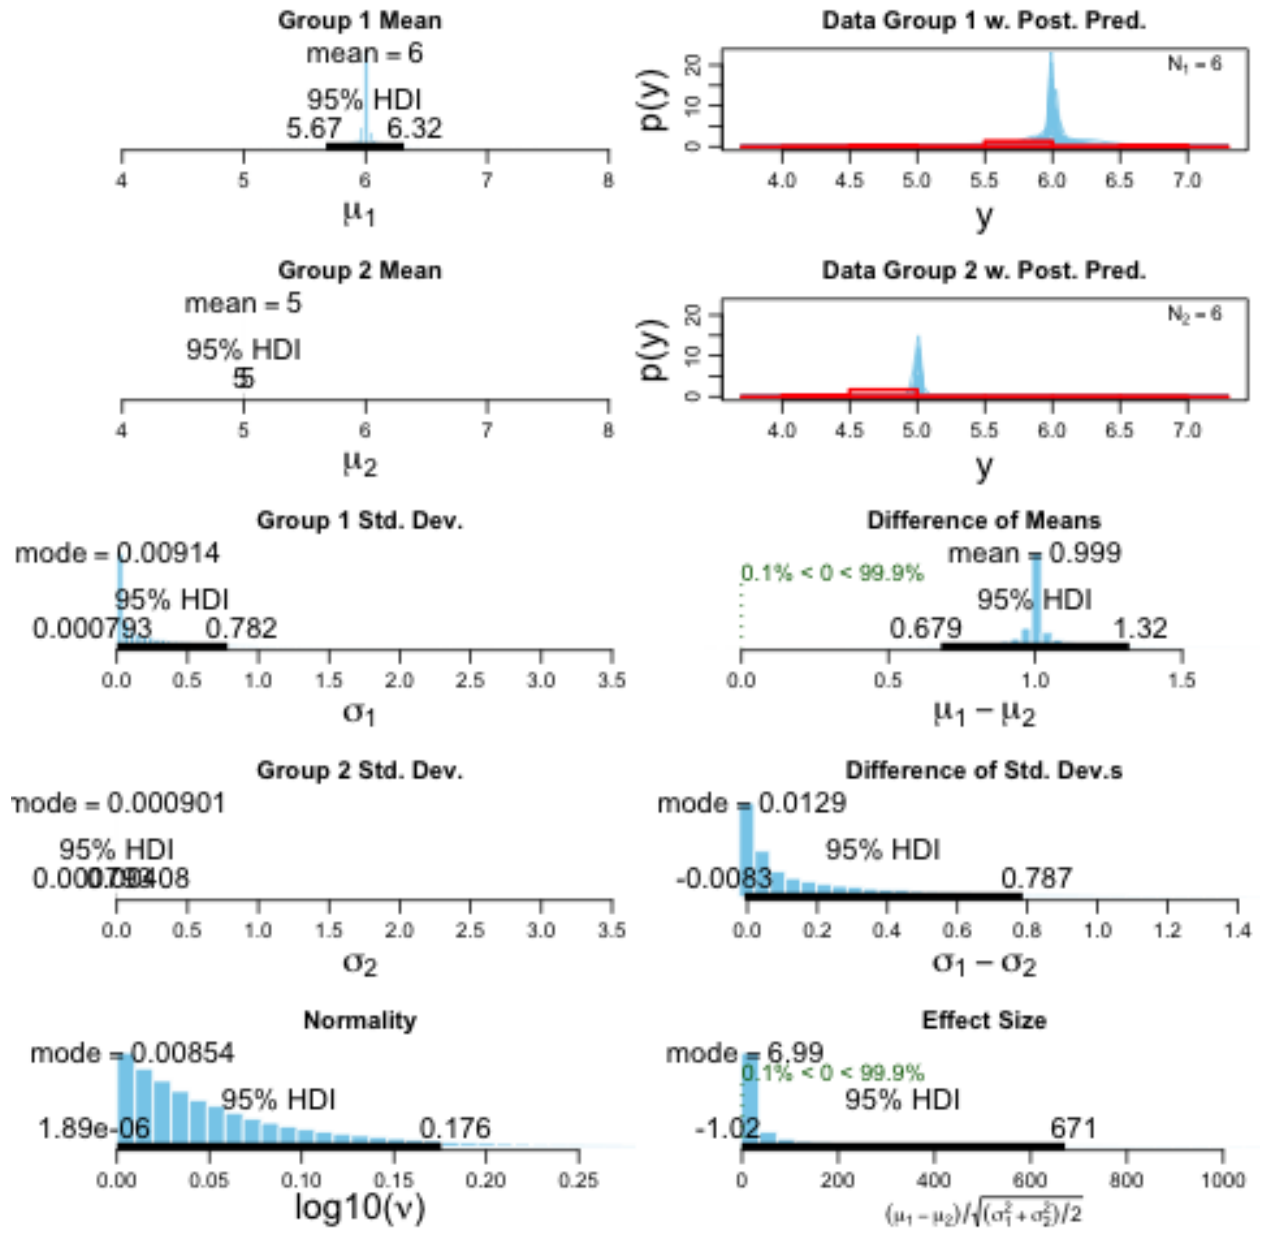 Group 1 Mean
mean = 6
95% HDI
5.67 6.32
4 5 6 7 8
μ1
Data Group 1 w. Post. Pred.
N1 = 6
p(y)
0 10 20
4.0 4.5 5.0 5.5 6.0 6.5 7.0
y
Group 2 Mean
mean = 5
95% HDI
5 5
4 5 6 7 8
μ2
Data Group 2 w. Post. Pred.
N2 = 6
p(y)
0 10 20
4.0 4.5 5.0 5.5 6.0 6.5 7.0
y
Group 1 Std. Dev.
mode = 0.00914
95% HDI
0.000793 0.782
0.0 0.5 1.0 1.5 2.0 2.5 3.0 3.5
σ1
Difference of Means
mean = 0.999
0.1% < 0 < 99.9%
95% HDI
0.679 1.32
0.0 0.5 1.0 1.5
μ1 − μ2
Group 2 Std. Dev.
mode = 0.000901
95% HDI
0.0 0.5 1.0 1.5 2.0 2.5 3.0 3.5
σ2
Difference of Std. Dev.s
mode = 0.0129
95% HDI
-0.0083 0.787
0.0 0.2 0.4 0.6 0.8 1.0 1.2 1.4
σ1 − σ2
Normality
mode = 0.00854
95% HDI
1.89e-06 0.176
0.00 0.05 0.10 0.15 0.20 0.25
log10(ν)
Effect Size
mode = 6.99
0.1% < 0 < 99.9%
95% HDI
-1.02 671
0 200 400 600 800 1000
(μ1 − μ2)/√(σ1² + σ2²)/2